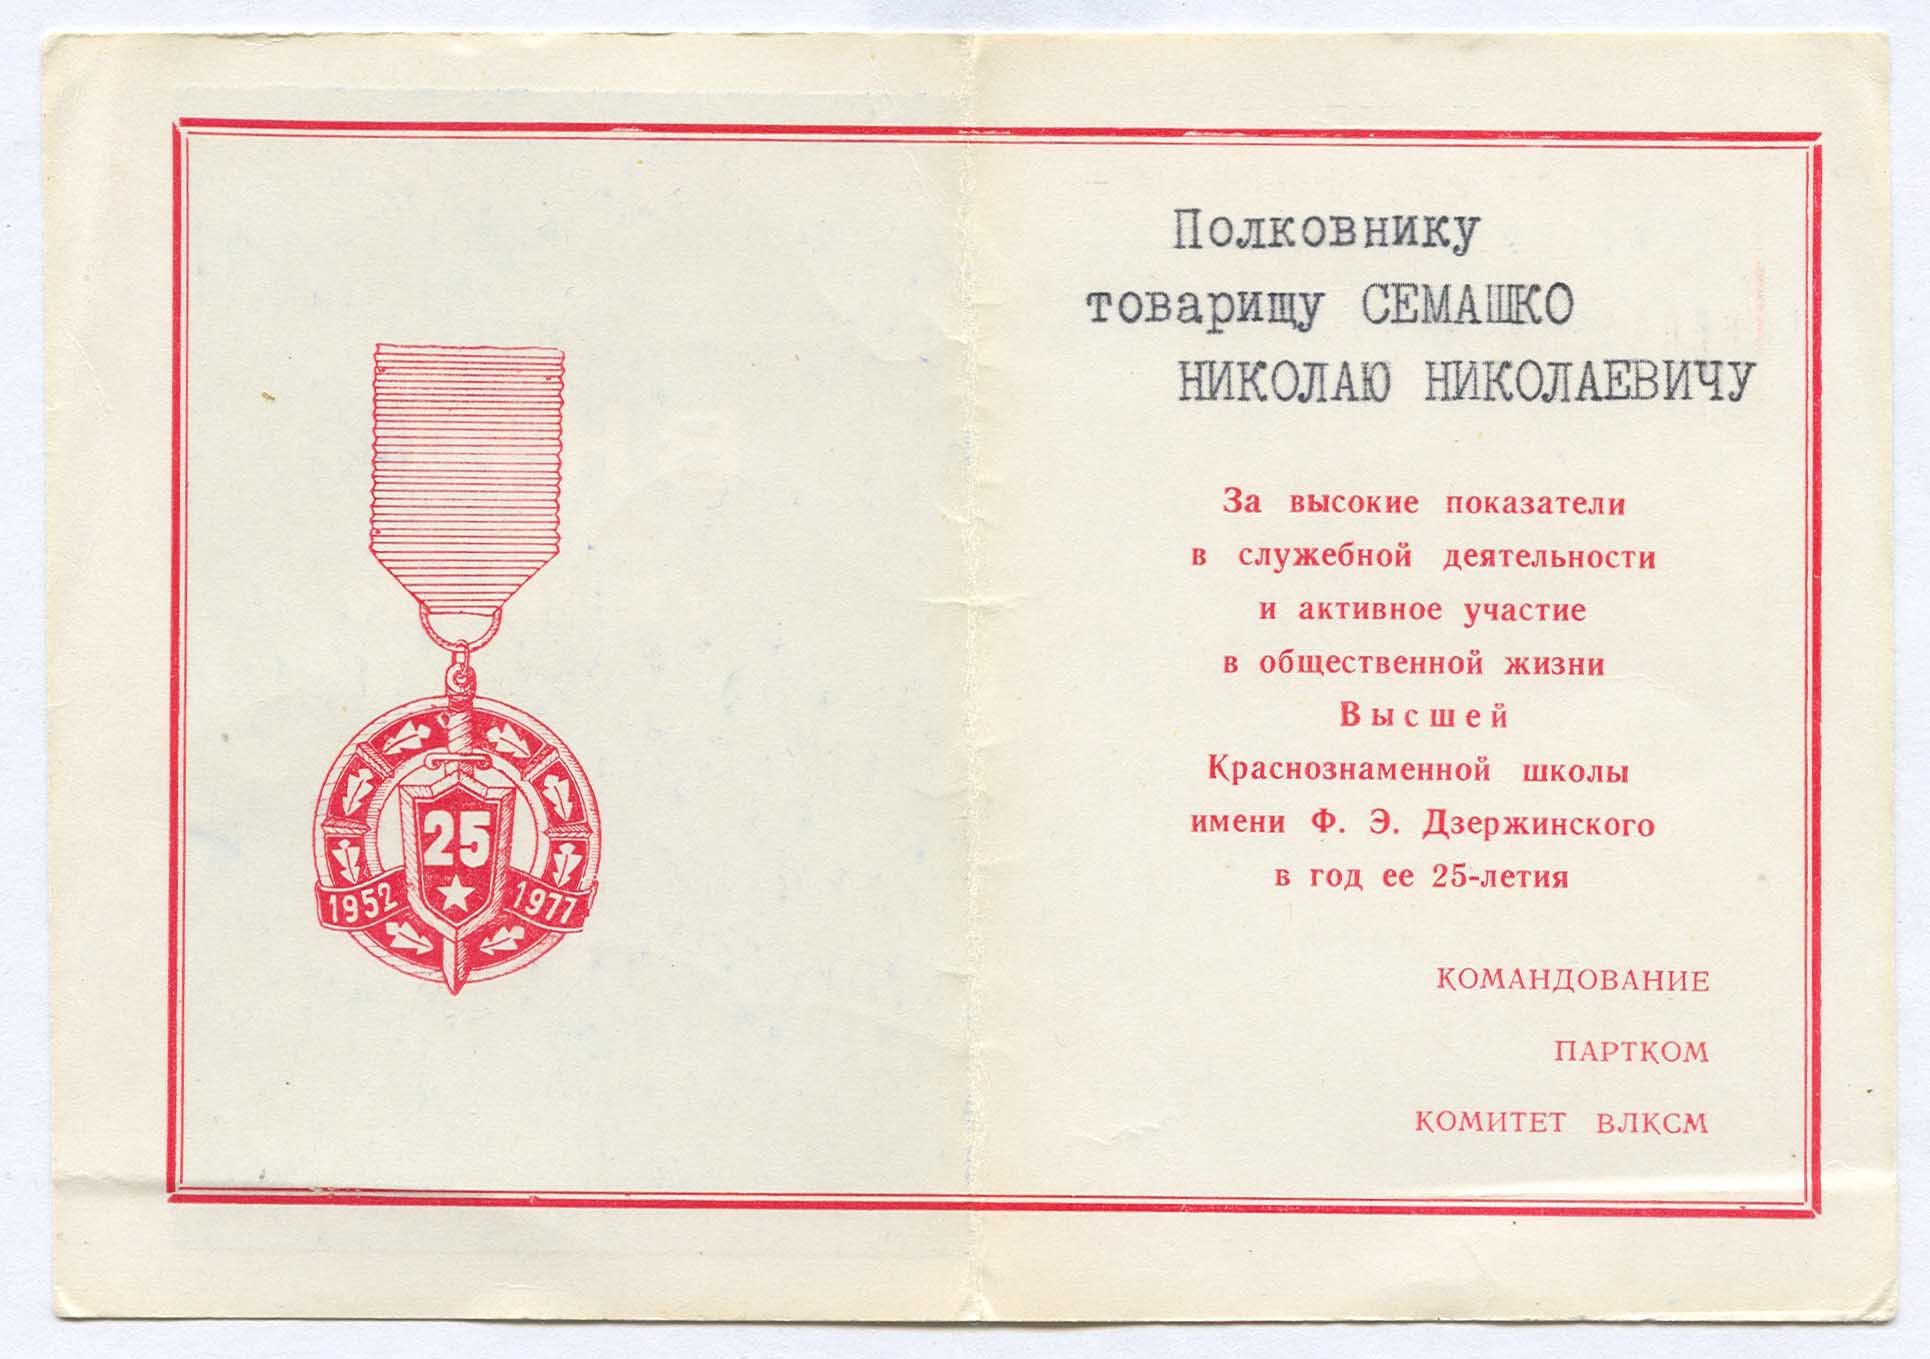 25
1952 1977
Полковнику
товарищу СЕМАШКО
НИКОЛАЮ НИКОЛАЕВИЧУ
За высокие показатели
в служебной деятельности
и активное участие
в общественной жизни
Высшей
Краснознаменной школы
имени Ф. Э. Дзержинского
в год ее 25-летия
КОМАНДОВАНИЕ
ПАРТКОМ
КОМИТЕТ ВЛКСМ